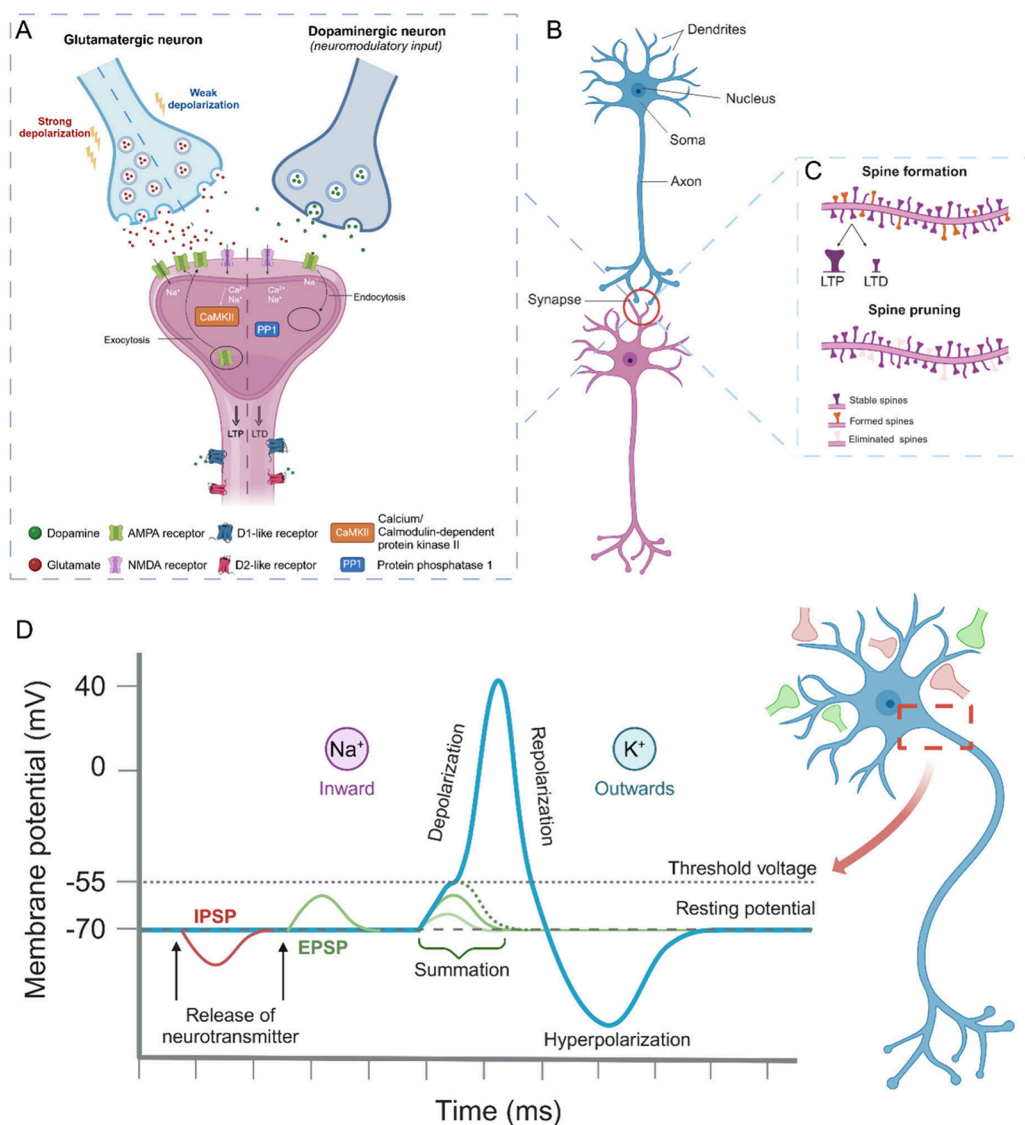 A
Glutamatergic neuron
Dopaminergic neuron
(neuromodulatory input)
Weak
depolarization
Strong
depolarization
Na⁺
Ca²⁺
Na⁺
Ca²⁺
Na⁺
Na⁺
CaMKII
PP1
Endocytosis
Exocytosis
LTP
LTD
Dopamine
AMPA receptor
D1-like receptor
CaMKII
Calcium/
Calmodulin-dependent
protein kinase II
Glutamate
NMDA receptor
D2-like receptor
PP1
Protein phosphatase 1
B
Dendrites
Nucleus
Soma
Axon
Synapse
C
Spine formation
LTP
LTD
Spine pruning
Stable spines
Formed spines
Eliminated spines
D
Membrane potential (mV)
40
0
-55
-70
Na⁺
Inward
Depolarization
Repolarization
K⁺
Outwards
Threshold voltage
Resting potential
IPSP
EPSP
Summation
Release of
neurotransmitter
Hyperpolarization
Time (ms)